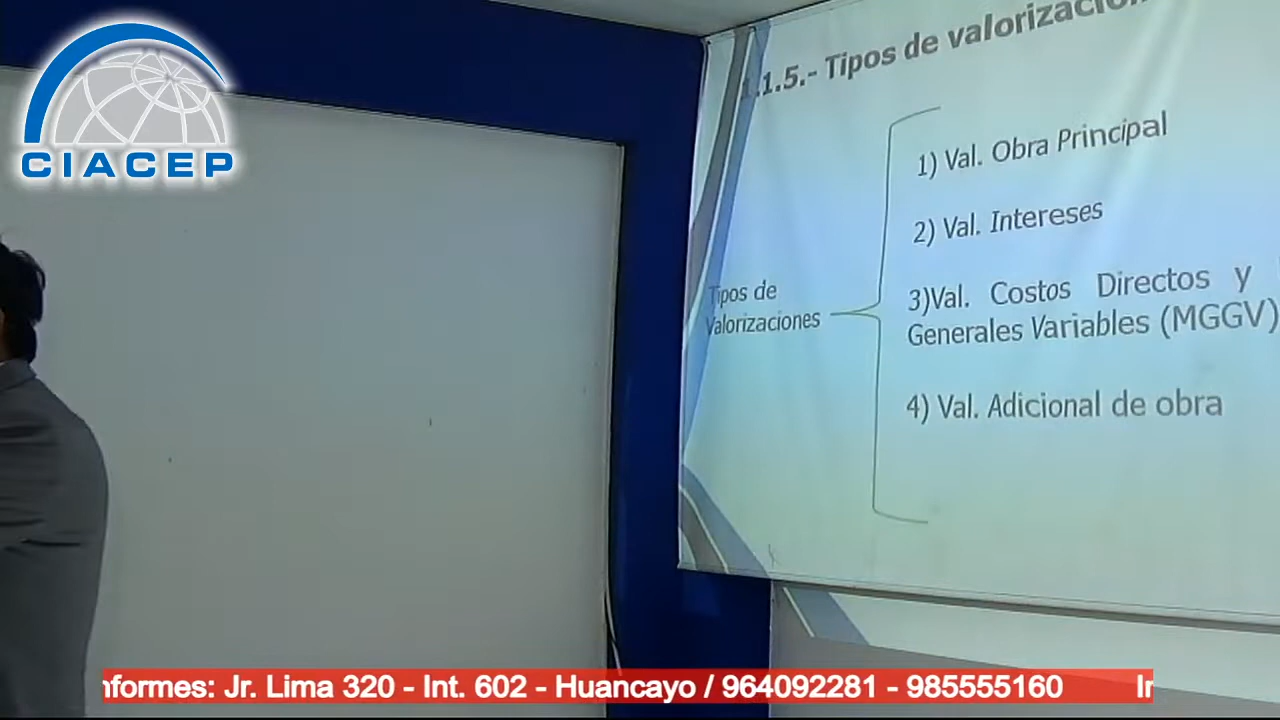 CIACEP
.1.5.- Tipos de valorizacion
1) Val. Obra Principal
2) Val. Intereses
Tipos de
Valorizaciones
3)Val. Costos Directos y
Generales Variables (MGGV)
4) Val. Adicional de obra
nformes: Jr. Lima 320 - Int. 602 - Huancayo / 964092281 - 985555160